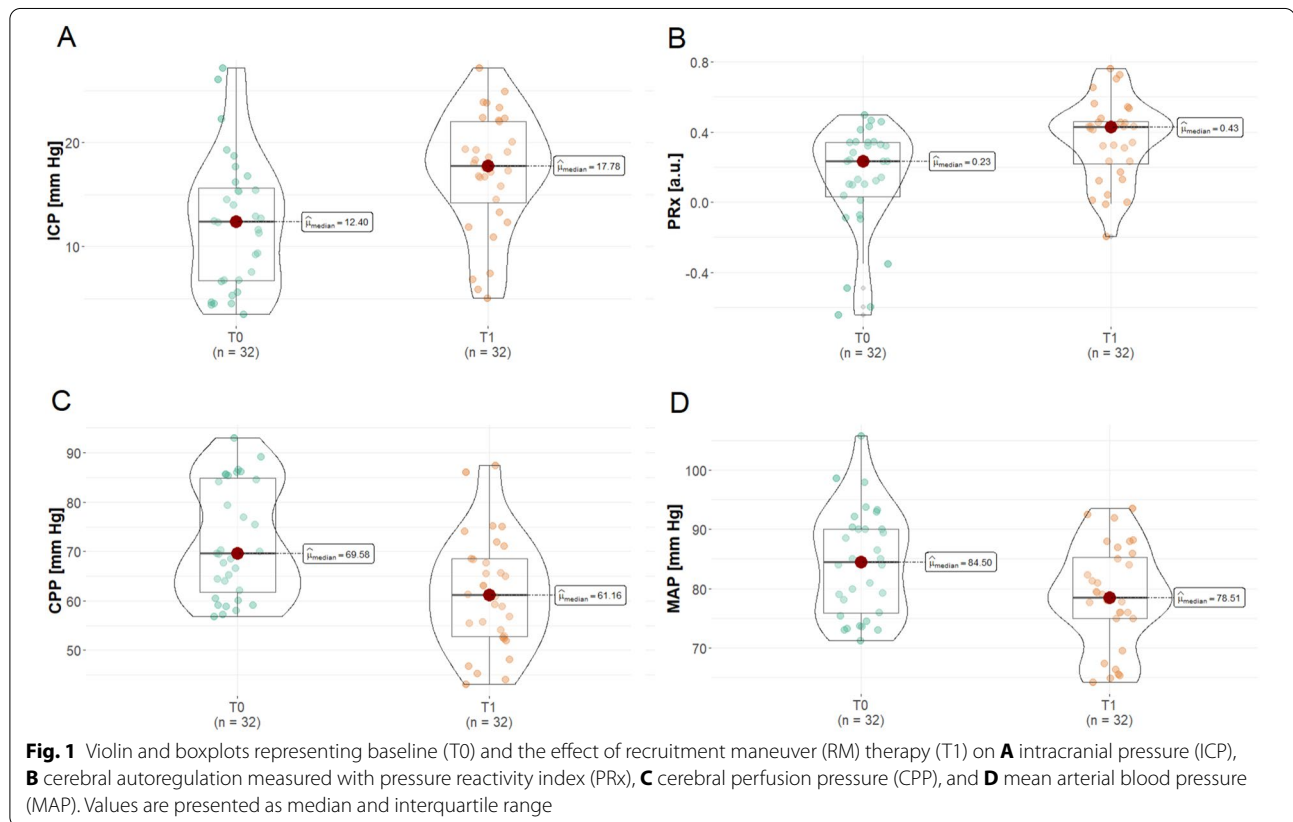 A
ICP [mm Hg]
20
10
μ̂median = 12.40
μ̂median = 17.78
T0
(n = 32)
T1
(n = 32)
B
PRx [a.u.]
0.8
0.4
0.0
-0.4
μ̂median = 0.23
μ̂median = 0.43
T0
(n = 32)
T1
(n = 32)
C
CPP [mm Hg]
90
80
70
60
50
μ̂median = 69.58
μ̂median = 61.16
T0
(n = 32)
T1
(n = 32)
D
MAP [mm Hg]
100
90
80
70
μ̂median = 84.50
μ̂median = 78.51
T0
(n = 32)
T1
(n = 32)
Fig. 1 Violin and boxplots representing baseline (T0) and the effect of recruitment maneuver (RM) therapy (T1) on A intracranial pressure (ICP),
B cerebral autoregulation measured with pressure reactivity index (PRx), C cerebral perfusion pressure (CPP), and D mean arterial blood pressure
(MAP). Values are presented as median and interquartile range